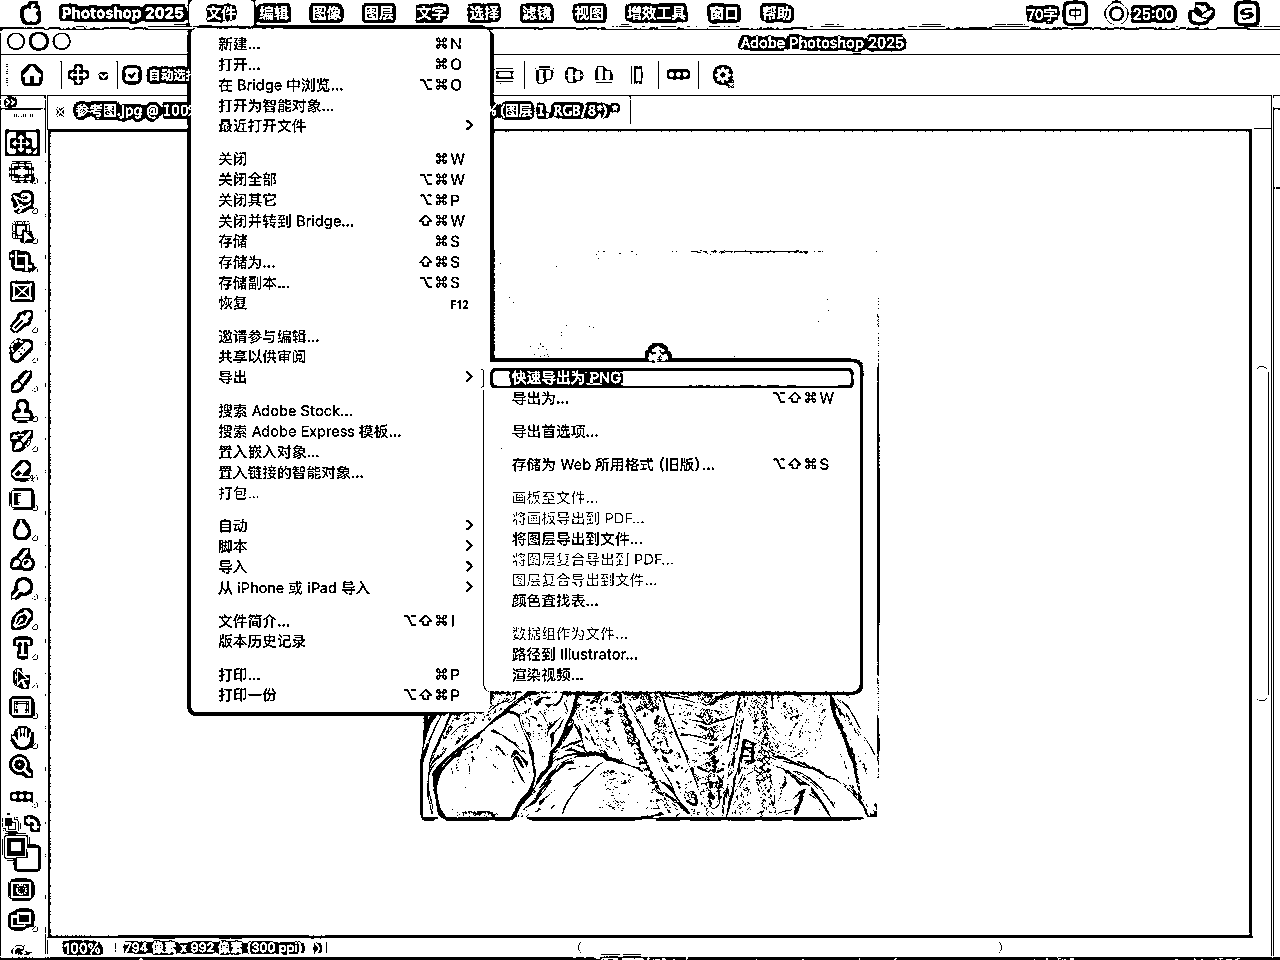 Photoshop 2025 文件 编辑 图像 图层 文字 选择 滤镜 视图 增效工具 窗口 帮助 70字 中 25:00
Adobe Photoshop 2025
自动选择
参考图.jpg @ 100% (图层 1, RGB/8*) *
新建... ⌘N
打开... ⌘O
在 Bridge 中浏览... ⌥⌘O
打开为智能对象...
最近打开文件 >
关闭 ⌘W
关闭全部 ⌥⌘W
关闭其它 ⌥⌘P
关闭并转到 Bridge... ⇧⌘W
存储 ⌘S
存储为... ⇧⌘S
存储副本... ⌥⌘S
恢复 F12
邀请参与编辑...
共享以供审阅
导出 >
搜索 Adobe Stock...
搜索 Adobe Express 模板...
置入嵌入对象...
置入链接的智能对象...
打包...
自动 >
脚本 >
导入 >
从 iPhone 或 iPad 导入 >
文件简介... ⌥⇧⌘I
版本历史记录
打印... ⌘P
打印一份 ⌥⇧⌘P
快速导出为 PNG
导出为... ⌥⇧⌘W
导出首选项...
存储为 Web 所用格式 (旧版)... ⌥⇧⌘S
画板至文件...
将画板导出到 PDF...
将图层导出到文件...
将图层复合导出到 PDF...
图层复合导出到文件...
颜色查找表...
数据组作为文件...
路径到 Illustrator...
渲染视频...
100% 794 像素 x 992 像素 (300 ppi)